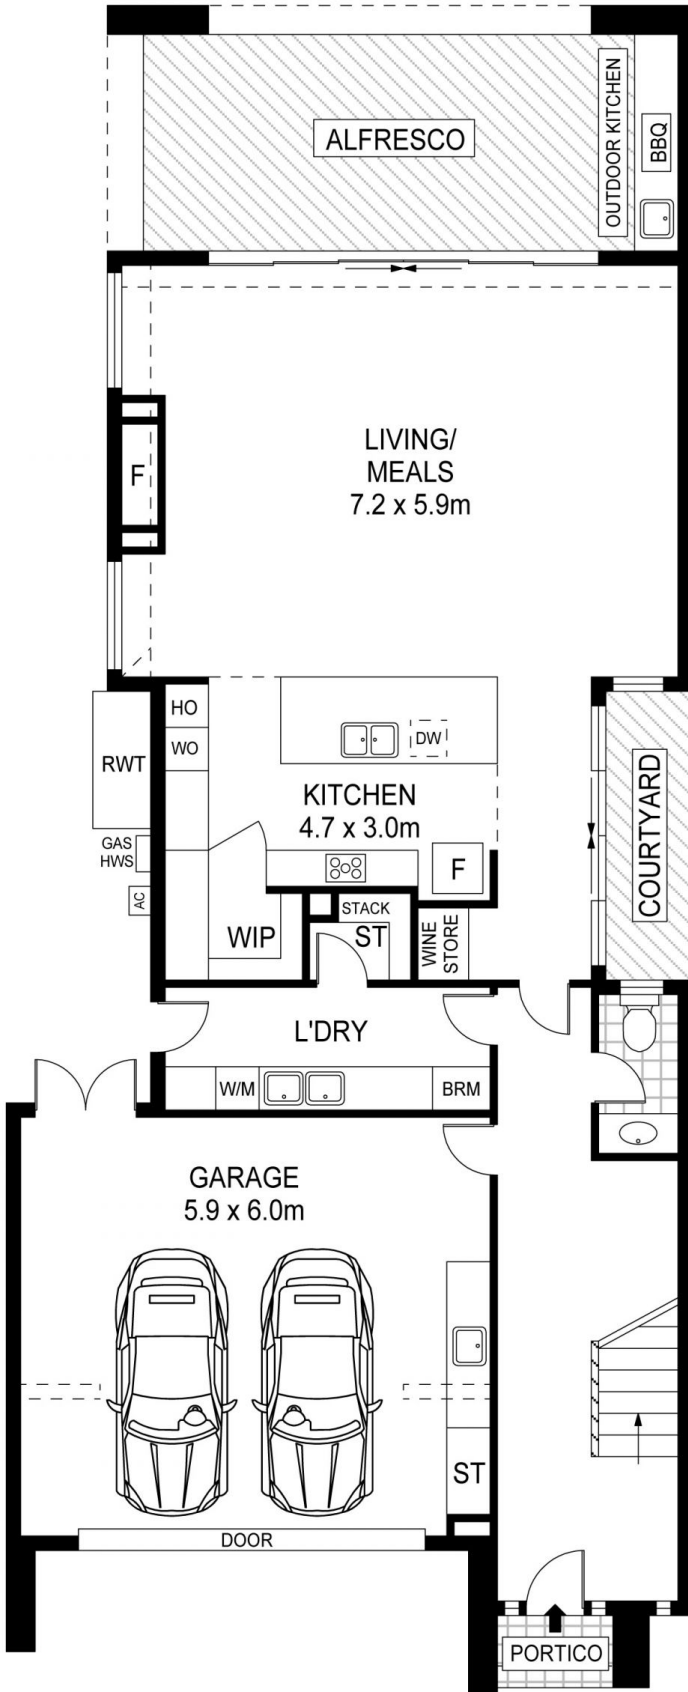 ALFRESCO
OUTDOOR KITCHEN
BBQ
LIVING/
MEALS
7.2 x 5.9m
F
HO
WO
DW
RWT
KITCHEN
4.7 x 3.0m
COURTYARD
GAS
HWS
F
AC
STACK
ST
WIP
WINE
STORE
L'DRY
W/M
BRM
GARAGE
5.9 x 6.0m
ST
DOOR
PORTICO